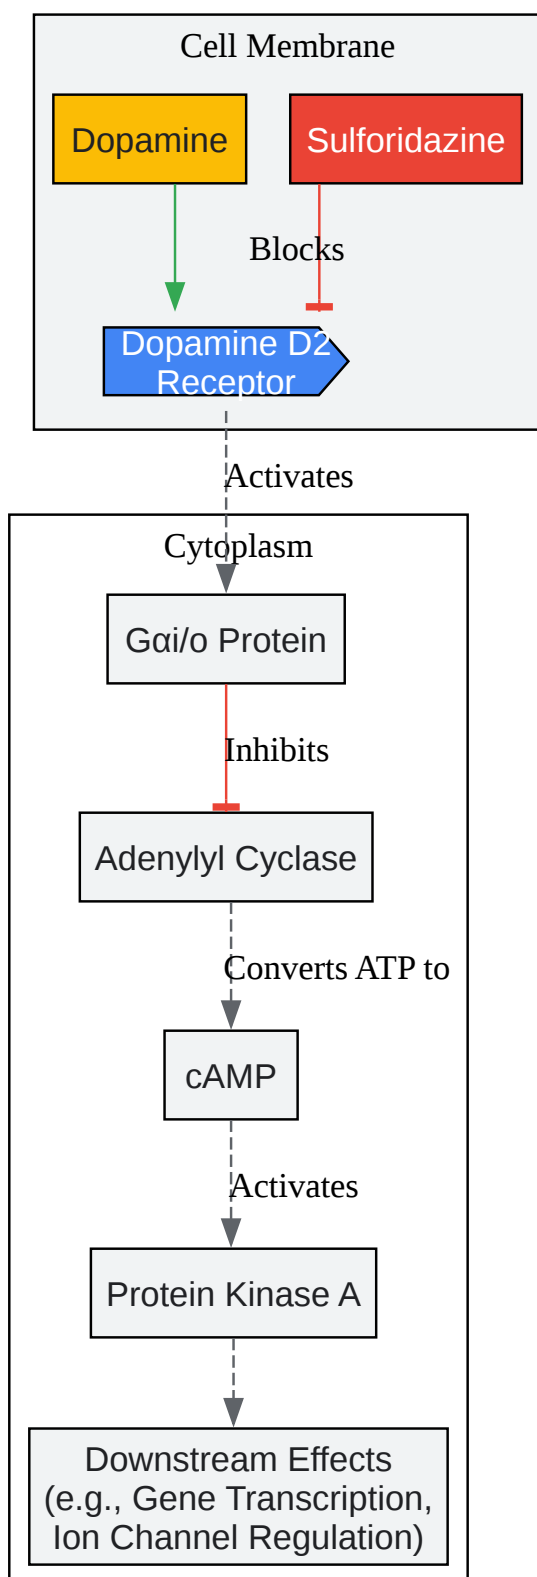 Cell Membrane
Dopamine
Sulforidazine
Blocks
Dopamine D2
Receptor
Activates
Cytoplasm
Gαi/o Protein
Inhibits
Adenylyl Cyclase
Converts ATP to
cAMP
Activates
Protein Kinase A
Downstream Effects
(e.g., Gene Transcription,
Ion Channel Regulation)